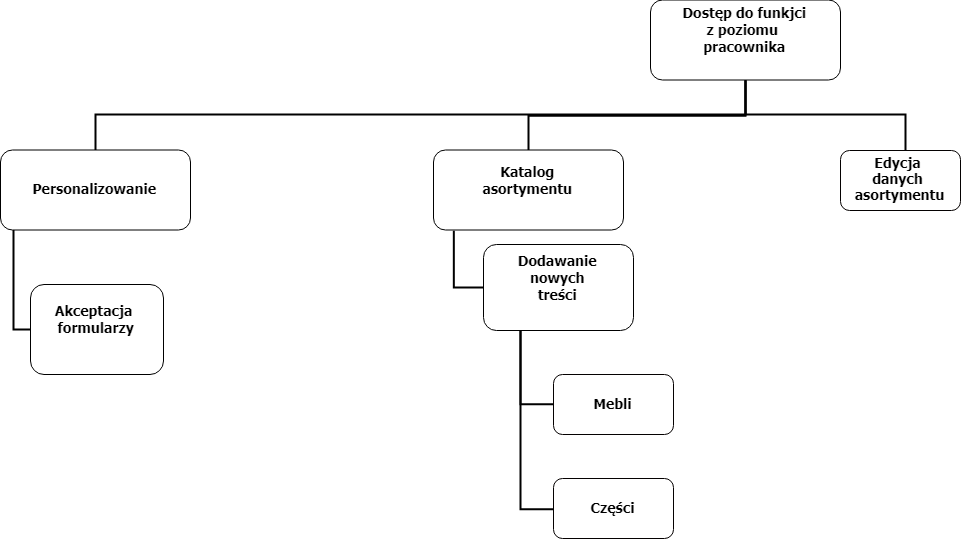 Dostęp do funkjci
z poziomu
pracownika
Personalizowanie
Katalog
asortymentu
Edycja
danych
asortymentu
Akceptacja
formularzy
Dodawanie
nowych
treści
Mebli
Części